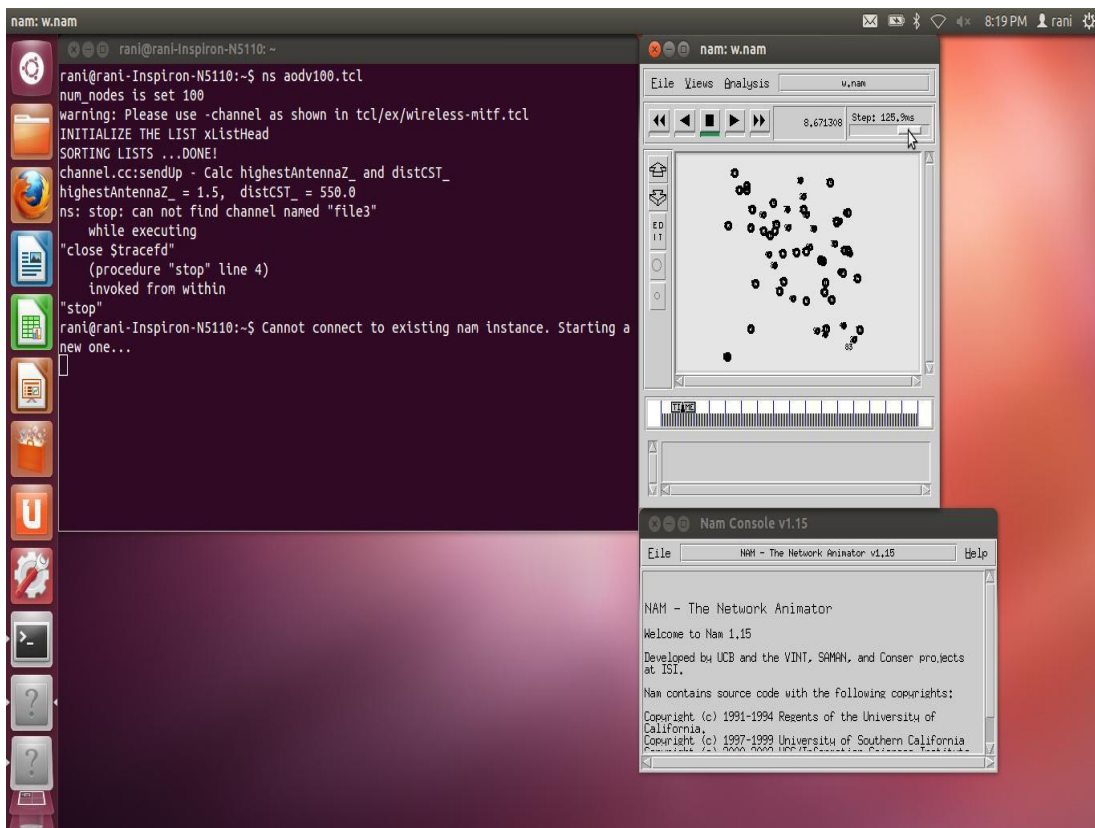 nam: w.nam
8:19 PM rani
rani@rani-Inspiron-N5110: ~
rani@rani-Inspiron-N5110:~$ ns aodv100.tcl
num_nodes is set 100
warning: Please use -channel as shown in tcl/ex/wireless-mitf.tcl
INITIALIZE THE LIST xListHead
SORTING LISTS ...DONE!
channel.cc:sendUp - Calc highestAntennaZ_ and distCST_
highestAntennaZ_ = 1.5, distCST_ = 550.0
ns: stop: can not find channel named "file3"
while executing
"close $tracefd"
(procedure "stop" line 4)
invoked from within
"stop"
rani@rani-Inspiron-N5110:~$ Cannot connect to existing nam instance. Starting a
new one...
nam: w.nam
File Views Analysis w.nam
8.671308 Step: 125.9ms
ED
IT
83
TIME
Nam Console v1.15
File NAM - The Network Animator v1.15 Help
NAM - The Network Animator
Welcome to Nam 1.15
Developed by UCB and the VINT, SAMAN, and Conser projects
at ISI.
Nam contains source code with the following copyrights:
Copyright (c) 1991-1994 Regents of the University of
California.
Copyright (c) 1997-1999 University of Southern California